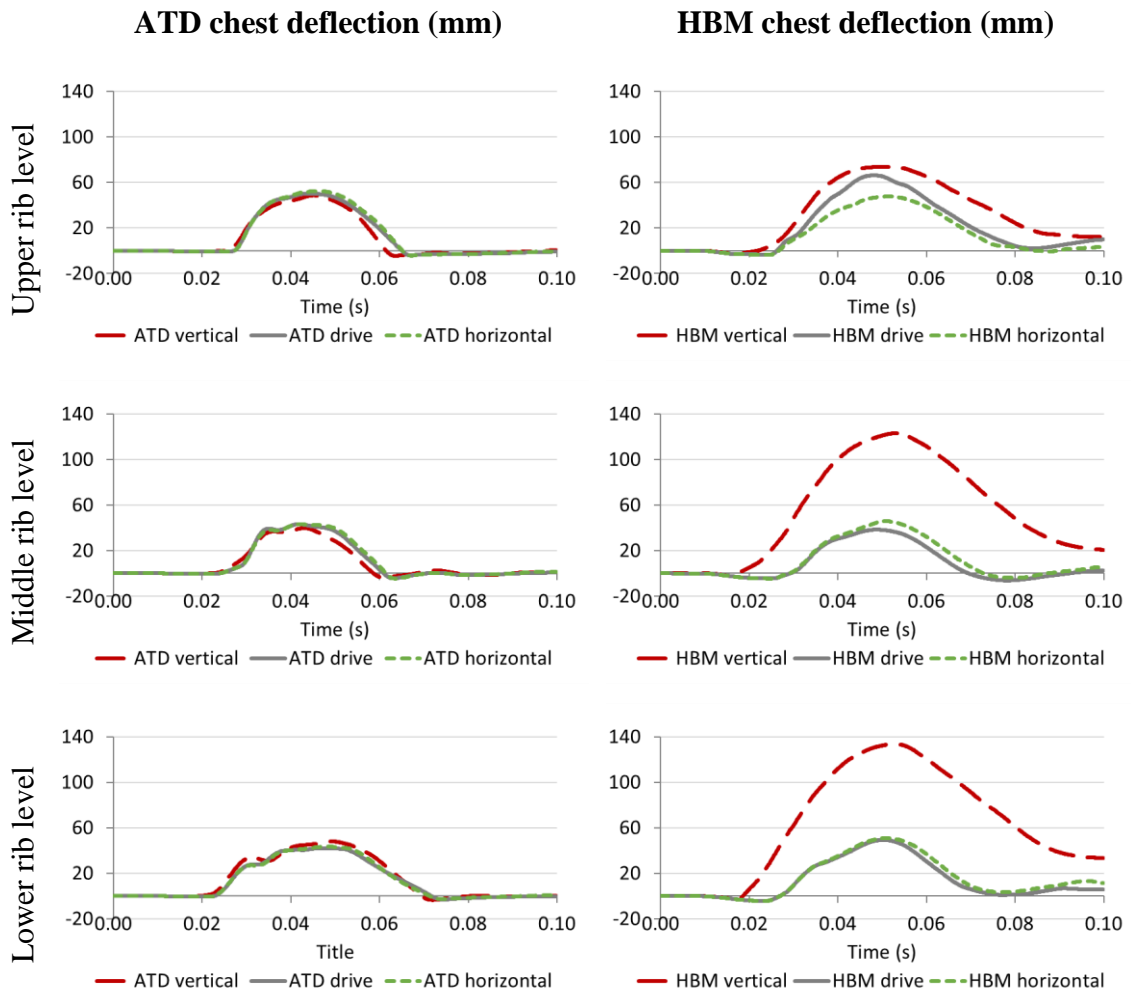 ATD chest deflection (mm)
HBM chest deflection (mm)
Upper rib level
140
100
60
20
-20
0.00 0.02 0.04 0.06 0.08 0.10
Time (s)
ATD vertical ATD drive ATD horizontal
140
100
60
20
-20
0.00 0.02 0.04 0.06 0.08 0.10
Time (s)
HBM vertical HBM drive HBM horizontal
Middle rib level
140
100
60
20
-20
0.00 0.02 0.04 0.06 0.08 0.10
Time (s)
ATD vertical ATD drive ATD horizontal
140
100
60
20
-20
0.00 0.02 0.04 0.06 0.08 0.10
Time (s)
HBM vertical HBM drive HBM horizontal
Lower rib level
140
100
60
20
-20
0.00 0.02 0.04 0.06 0.08 0.10
Title
ATD vertical ATD drive ATD horizontal
140
100
60
20
-20
0.00 0.02 0.04 0.06 0.08 0.10
Time (s)
HBM vertical HBM drive HBM horizontal